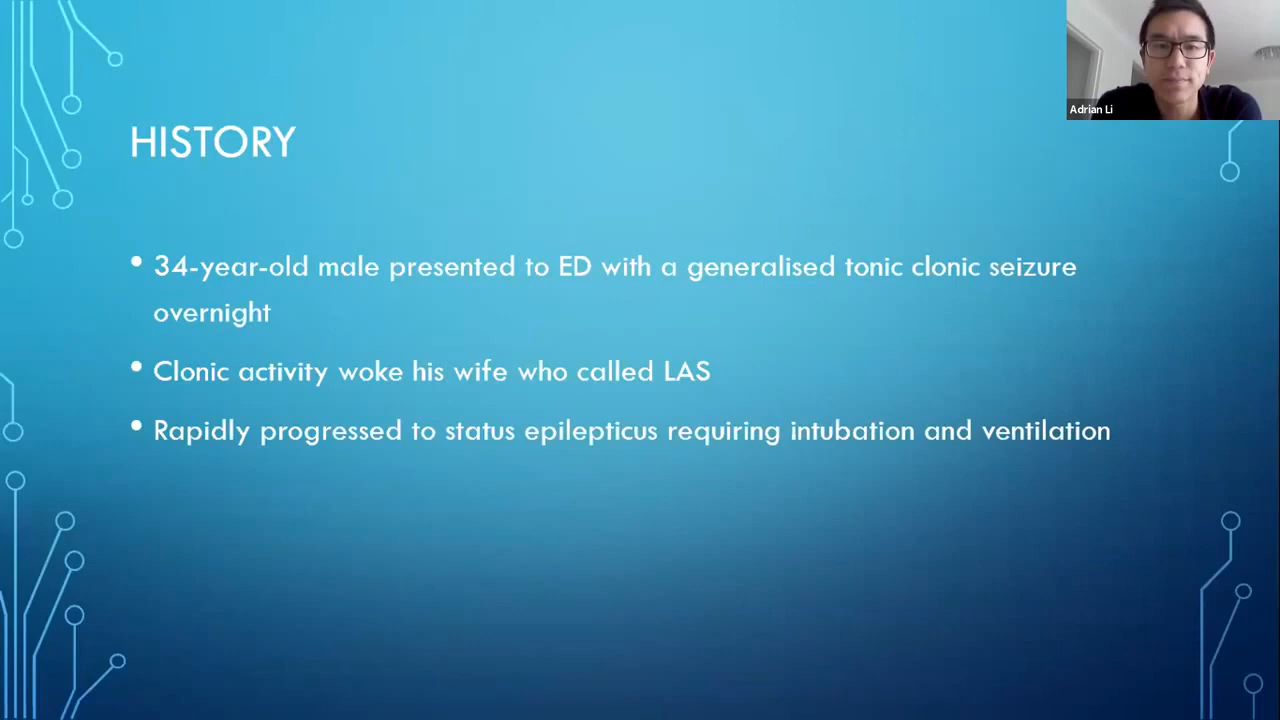 Adrian Li
HISTORY
• 34-year-old male presented to ED with a generalised tonic clonic seizure
overnight
• Clonic activity woke his wife who called LAS
• Rapidly progressed to status epilepticus requiring intubation and ventilation